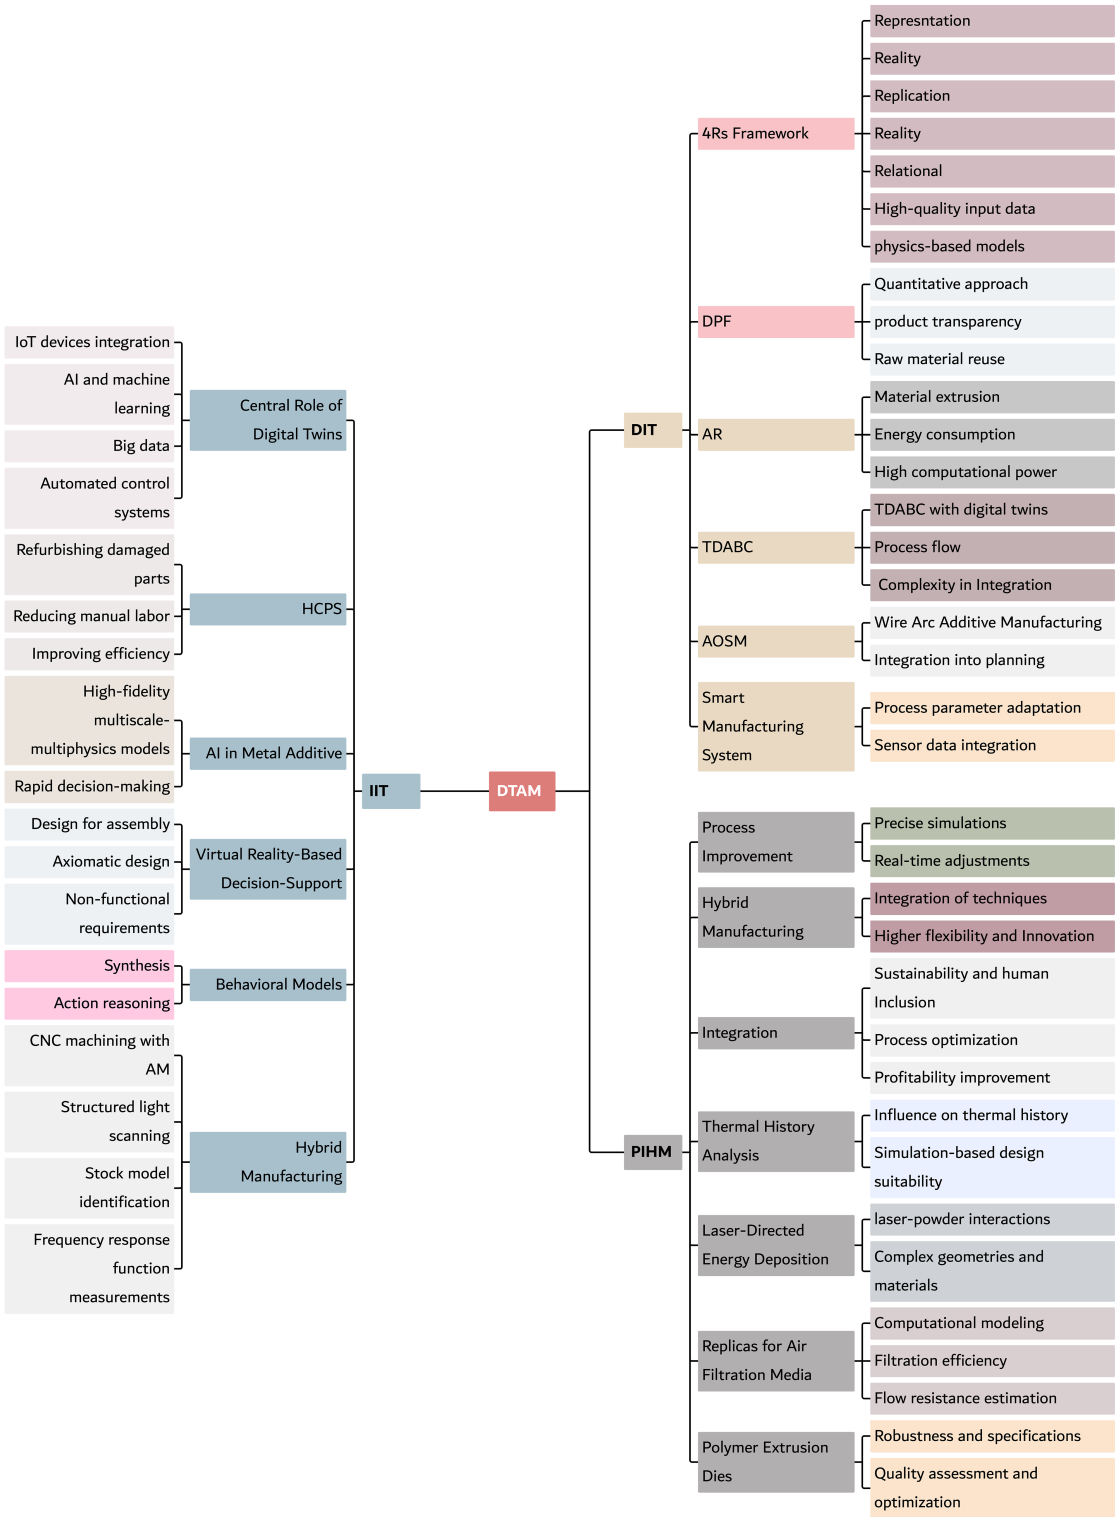 DTAM
IIT
Central Role of
Digital Twins
IoT devices integration
AI and machine
learning
Big data
Automated control
systems
HCPS
Refurbishing damaged
parts
Reducing manual labor
Improving efficiency
AI in Metal Additive
High-fidelity
multiscale-
multiphysics models
Rapid decision-making
Virtual Reality-Based
Decision-Support
Design for assembly
Axiomatic design
Non-functional
requirements
Behavioral Models
Synthesis
Action reasoning
Hybrid
Manufacturing
CNC machining with
AM
Structured light
scanning
Stock model
identification
Frequency response
function
measurements
DIT
4Rs Framework
Represntation
Reality
Replication
Reality
Relational
High-quality input data
physics-based models
DPF
Quantitative approach
product transparency
Raw material reuse
AR
Material extrusion
Energy consumption
High computational power
TDABC
TDABC with digital twins
Process flow
Complexity in Integration
AOSM
Wire Arc Additive Manufacturing
Integration into planning
Smart
Manufacturing
System
Process parameter adaptation
Sensor data integration
PIHM
Process
Improvement
Precise simulations
Real-time adjustments
Hybrid
Manufacturing
Integration of techniques
Higher flexibility and Innovation
Integration
Sustainability and human
Inclusion
Process optimization
Profitability improvement
Thermal History
Analysis
Influence on thermal history
Simulation-based design
suitability
Laser-Directed
Energy Deposition
laser-powder interactions
Complex geometries and
materials
Replicas for Air
Filtration Media
Computational modeling
Filtration efficiency
Flow resistance estimation
Polymer Extrusion
Dies
Robustness and specifications
Quality assessment and
optimization